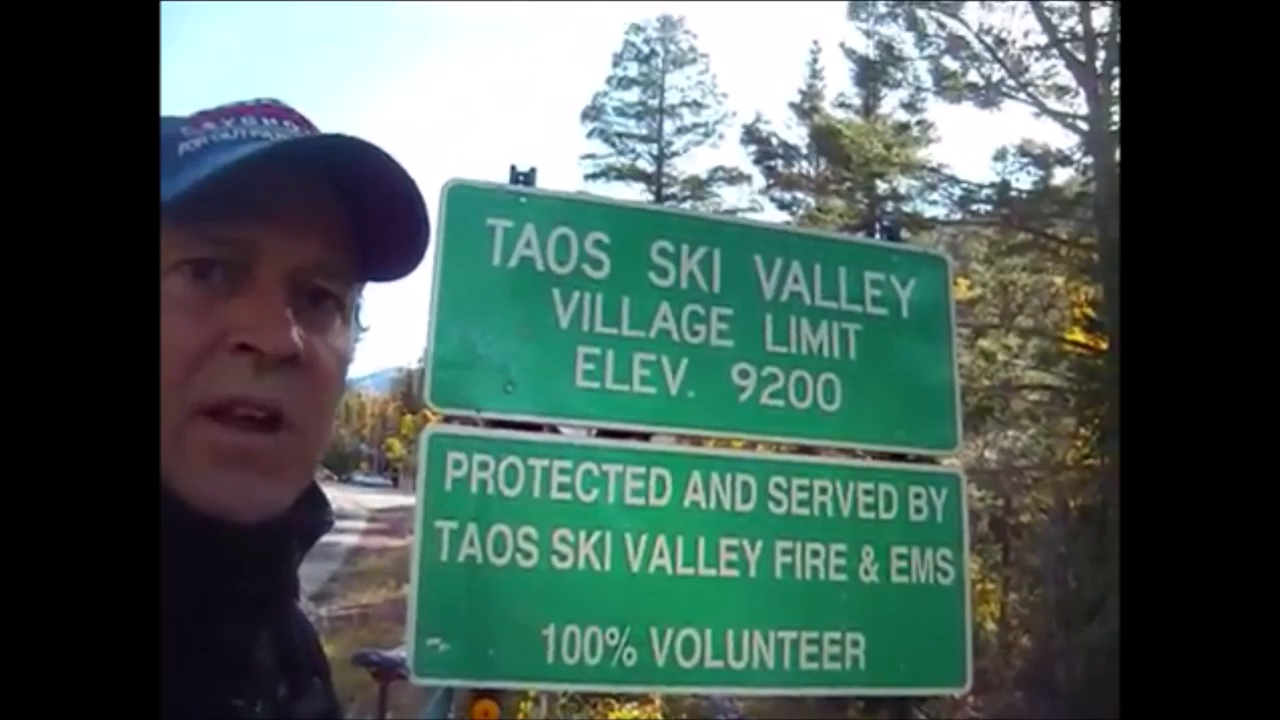 TAOS SKI VALLEY
VILLAGE LIMIT
ELEV. 9200
PROTECTED AND SERVED BY
TAOS SKI VALLEY FIRE & EMS
100% VOLUNTEER